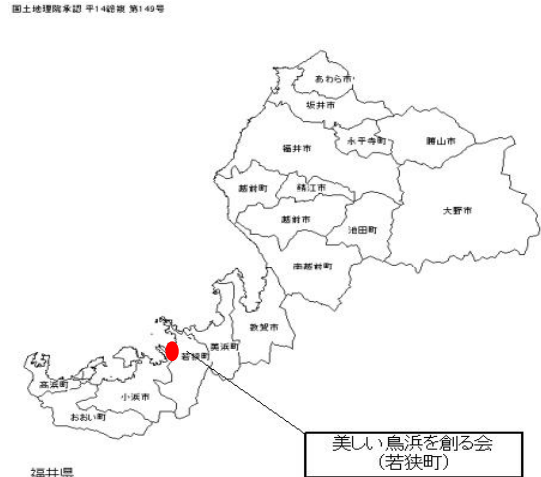 国土地理院承認 平14総複 第149号
あわら市
坂井市
福井市
永平寺町
勝山市
越前町
鯖江市
大野市
越前市
池田町
南越前町
敦賀市
美浜町
若狭町
高浜町
小浜市
おおい町
美しい鳥浜を創る会
(若狭町)
福井県